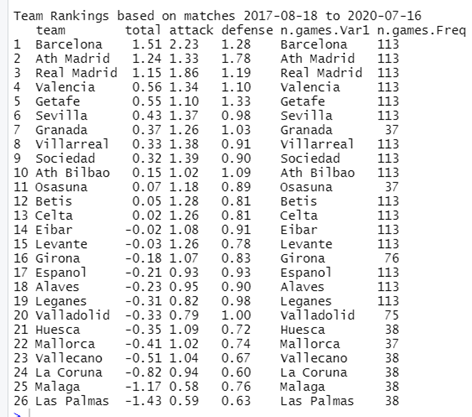 Team Rankings based on matches 2017-08-18 to 2020-07-16
team total attack defense n.games.Var1 n.games.Freq
1 Barcelona 1.51 2.23 1.28 Barcelona 113
2 Ath Madrid 1.24 1.33 1.78 Ath Madrid 113
3 Real Madrid 1.15 1.86 1.19 Real Madrid 113
4 Valencia 0.56 1.34 1.10 Valencia 113
5 Getafe 0.55 1.10 1.33 Getafe 113
6 Sevilla 0.43 1.37 0.98 Sevilla 113
7 Granada 0.37 1.26 1.03 Granada 37
8 Villarreal 0.33 1.38 0.91 Villarreal 113
9 Sociedad 0.32 1.39 0.90 Sociedad 113
10 Ath Bilbao 0.15 1.02 1.09 Ath Bilbao 113
11 Osasuna 0.07 1.18 0.89 Osasuna 37
12 Betis 0.05 1.28 0.81 Betis 113
13 Celta 0.02 1.26 0.81 Celta 113
14 Eibar -0.02 1.08 0.91 Eibar 113
15 Levante -0.03 1.26 0.78 Levante 113
16 Girona -0.18 1.07 0.83 Girona 76
17 Espanol -0.21 0.93 0.93 Espanol 113
18 Alaves -0.23 0.95 0.90 Alaves 113
19 Leganes -0.31 0.82 0.98 Leganes 113
20 Valladolid -0.33 0.79 1.00 Valladolid 75
21 Huesca -0.35 1.09 0.72 Huesca 38
22 Mallorca -0.41 1.02 0.74 Mallorca 37
23 Vallecano -0.51 1.04 0.67 Vallecano 38
24 La Coruna -0.82 0.94 0.60 La Coruna 38
25 Malaga -1.17 0.58 0.76 Malaga 38
26 Las Palmas -1.43 0.59 0.63 Las Palmas 38
>